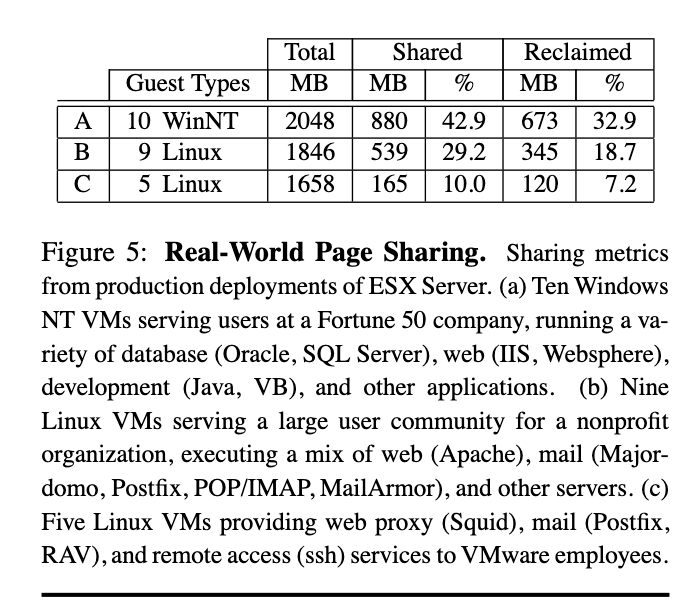 Total Shared Reclaimed
Guest Types MB MB % MB %
A 10 WinNT 2048 880 42.9 673 32.9
B 9 Linux 1846 539 29.2 345 18.7
C 5 Linux 1658 165 10.0 120 7.2
Figure 5: Real-World Page Sharing. Sharing metrics
from production deployments of ESX Server. (a) Ten Windows
NT VMs serving users at a Fortune 50 company, running a va-
riety of database (Oracle, SQL Server), web (IIS, Websphere),
development (Java, VB), and other applications. (b) Nine
Linux VMs serving a large user community for a nonprofit
organization, executing a mix of web (Apache), mail (Major-
domo, Postfix, POP/IMAP, MailArmor), and other servers. (c)
Five Linux VMs providing web proxy (Squid), mail (Postfix,
RAV), and remote access (ssh) services to VMware employees.